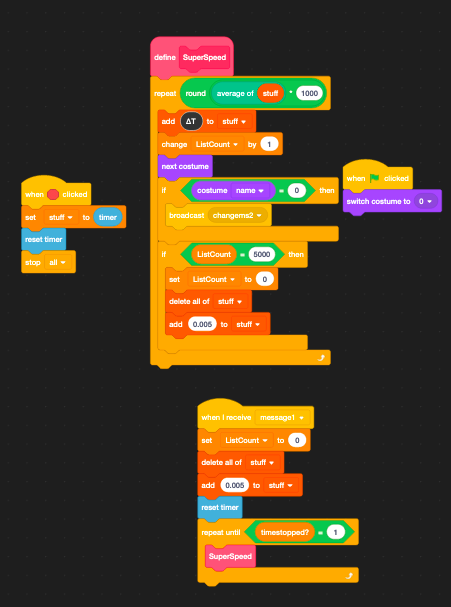 define SuperSpeed
repeat round average of stuff * 1000
add ΔT to stuff
change ListCount by 1
next costume
if costume name = 0 then
broadcast changems2
if ListCount = 5000 then
set ListCount to 0
delete all of stuff
add 0.005 to stuff
when clicked
set stuff to timer
reset timer
stop all
when clicked
switch costume to 0
when I receive message1
set ListCount to 0
delete all of stuff
add 0.005 to stuff
reset timer
repeat until timestopped? = 1
SuperSpeed